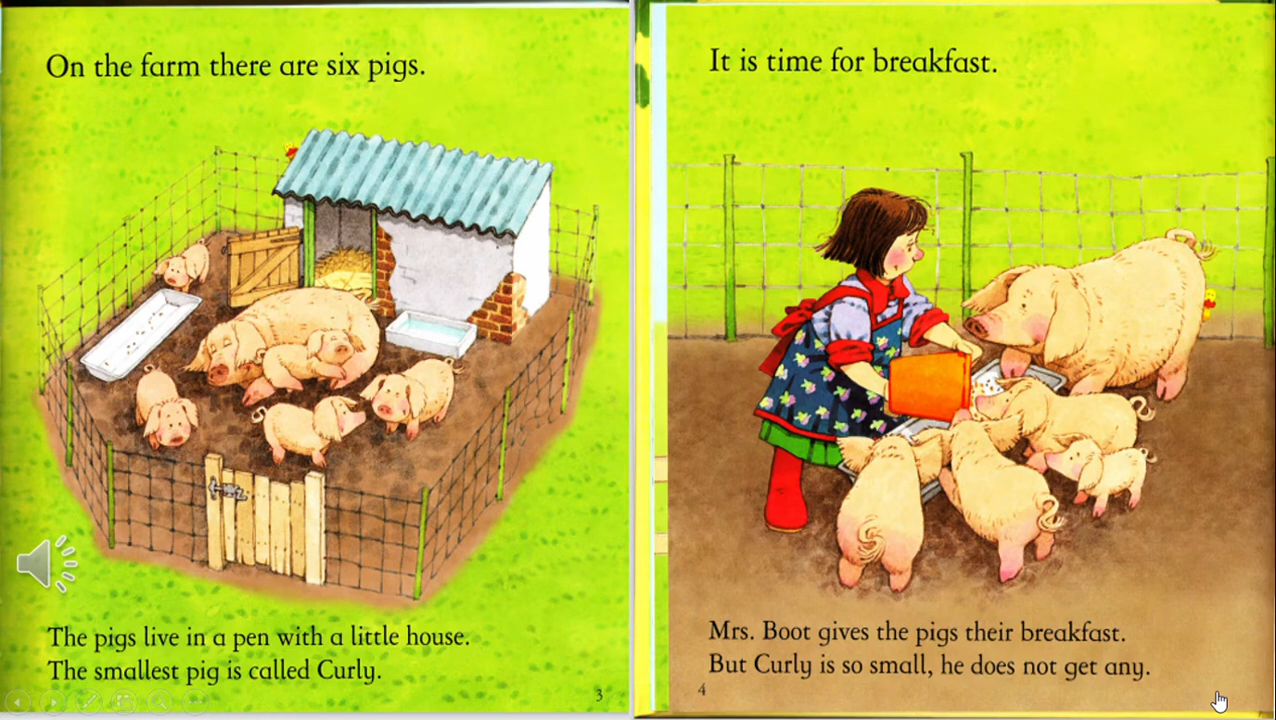 On the farm there are six pigs.
The pigs live in a pen with a little house.
The smallest pig is called Curly.
3
It is time for breakfast.
Mrs. Boot gives the pigs their breakfast.
But Curly is so small, he does not get any.
4